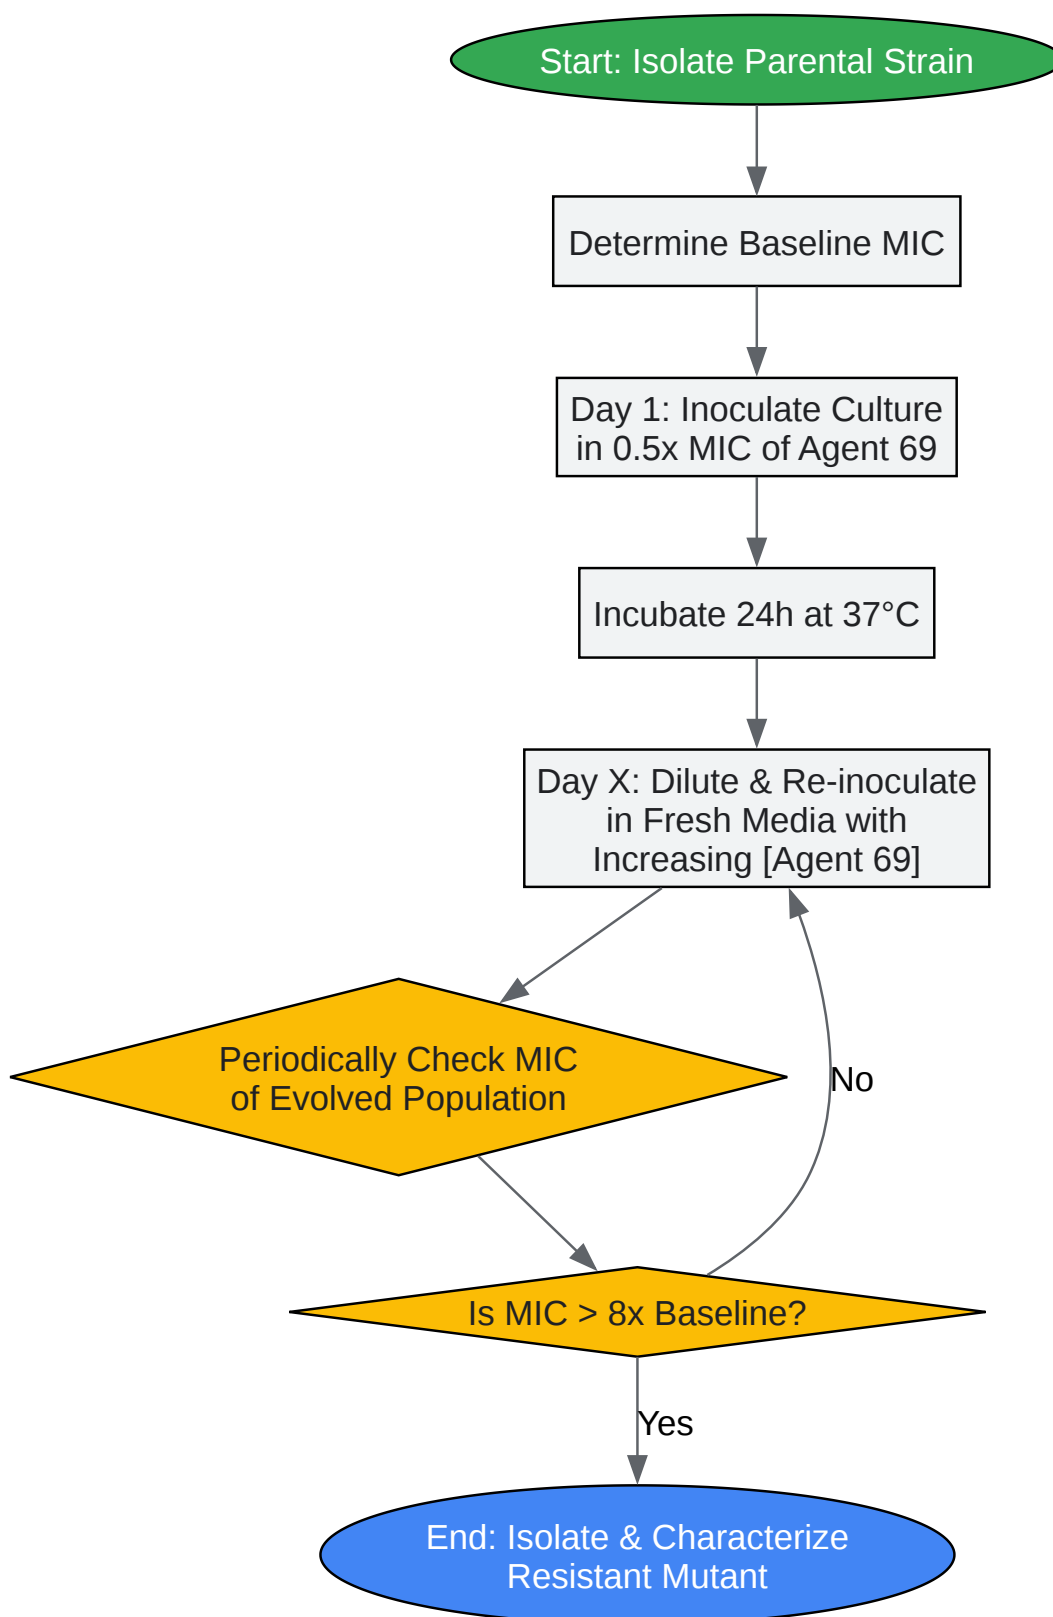 Start: Isolate Parental Strain
Determine Baseline MIC
Day 1: Inoculate Culture
in 0.5x MIC of Agent 69
Incubate 24h at 37°C
Day X: Dilute & Re-inoculate
in Fresh Media with
Increasing [Agent 69]
Periodically Check MIC
of Evolved Population
No
Is MIC > 8x Baseline?
Yes
End: Isolate & Characterize
Resistant Mutant